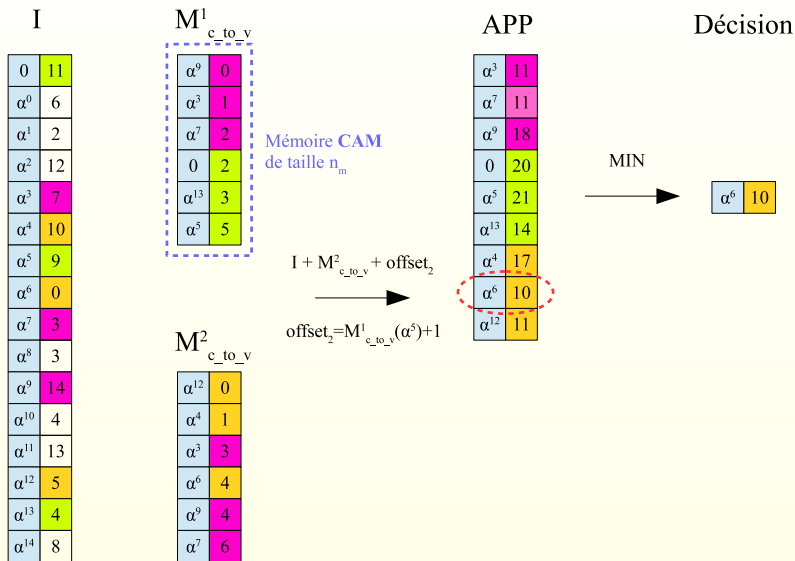 I
0 11
α⁰ 6
α¹ 2
α² 12
α³ 7
α⁴ 10
α⁵ 9
α⁶ 0
α⁷ 3
α⁸ 3
α⁹ 14
α¹⁰ 4
α¹¹ 13
α¹² 5
α¹³ 4
α¹⁴ 8
M¹c_to_v
α⁹ 0
α³ 1
α⁷ 2
0 2
α¹³ 3
α⁵ 5
Mémoire CAM
de taille nₘ
M²c_to_v
α¹² 0
α⁴ 1
α³ 3
α⁶ 4
α⁹ 4
α⁷ 6
I + M²c_to_v + offset₂
offset₂=M¹c_to_v(α⁵)+1
APP
α³ 11
α⁷ 11
α⁹ 18
0 20
α⁵ 21
α¹³ 14
α⁴ 17
α⁶ 10
α¹² 11
MIN
Décision
α⁶ 10